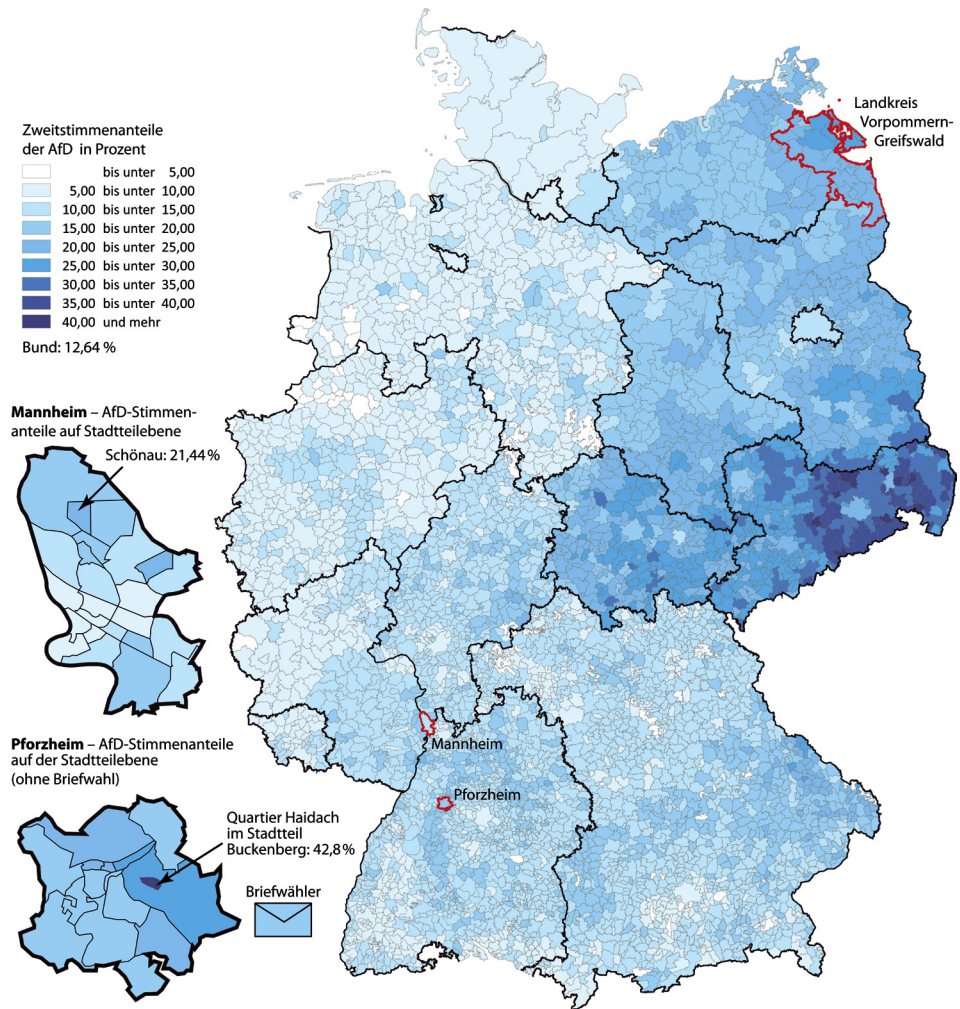 Landkreis
Vorpommern-
Greifswald
Zweitstimmenanteile
der AfD in Prozent
bis unter 5,00
5,00 bis unter 10,00
10,00 bis unter 15,00
15,00 bis unter 20,00
20,00 bis unter 25,00
25,00 bis unter 30,00
30,00 bis unter 35,00
35,00 bis unter 40,00
40,00 und mehr
Bund: 12,64 %
Mannheim – AfD-Stimmen-
anteile auf Stadtteilebene
Schönau: 21,44 %
Mannheim
Pforzheim
Pforzheim – AfD-Stimmenanteile
auf der Stadtteilebene
(ohne Briefwahl)
Quartier Haidach
im Stadtteil
Buckenberg: 42,8 %
Briefwähler